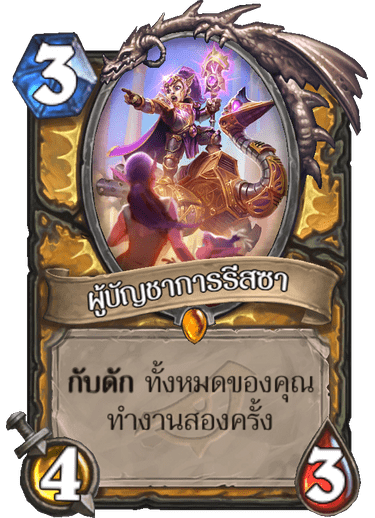 3
ผู้บัญชาการรีสซา
กับดัก ทั้งหมดของคุณ
ทำงานสองครั้ง
4
3